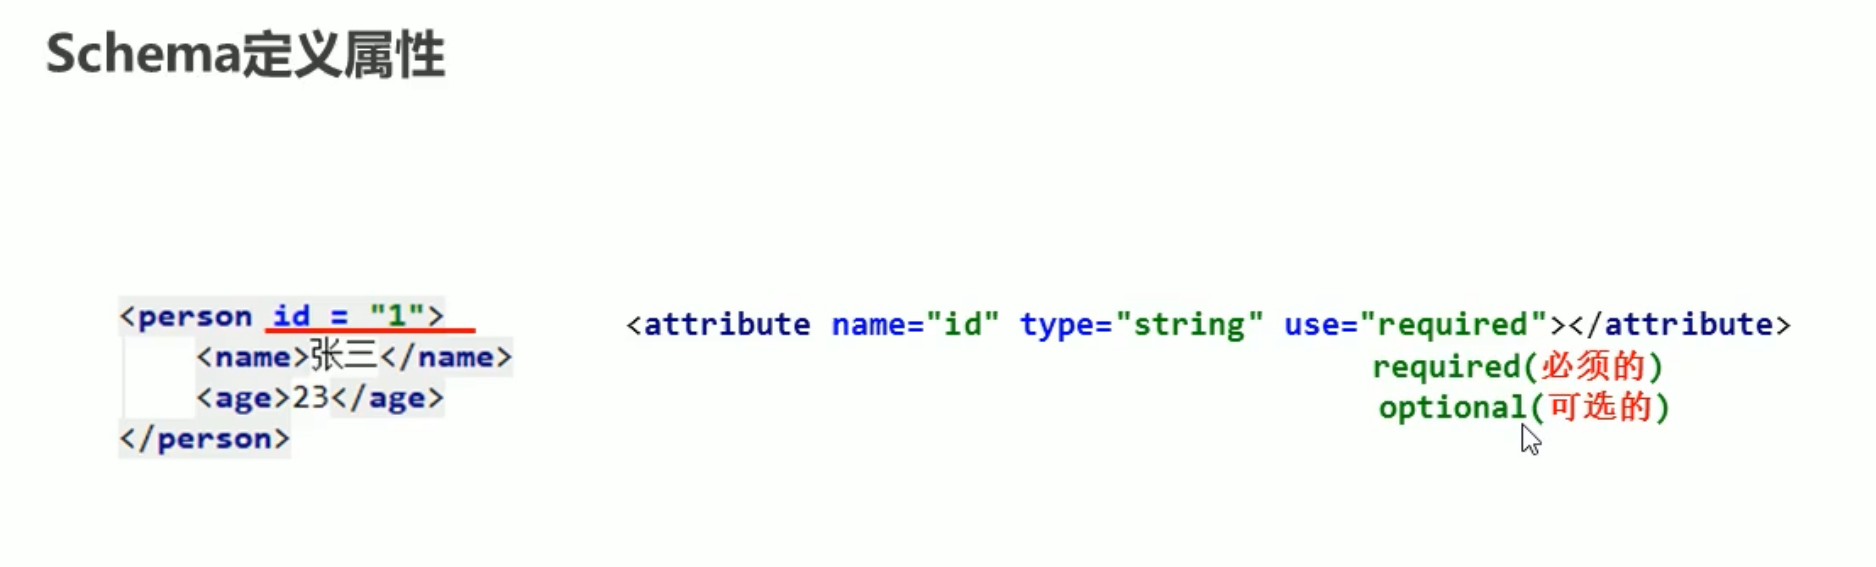 Schema定义属性
<person id = "1">
<name>张三</name>
<age>23</age>
</person>
<attribute name="id" type="string" use="required"></attribute>
required(必须的)
optional(可选的)